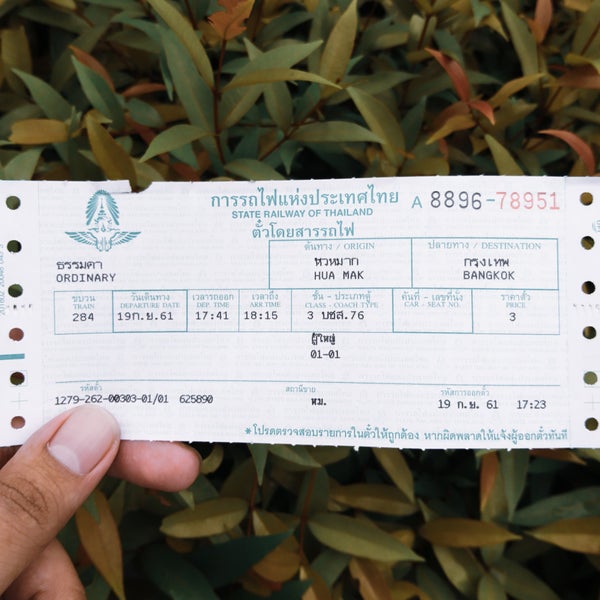 การรถไฟแห่งประเทศไทย A 8896-78951
STATE RAILWAY OF THAILAND
ตั๋วโดยสารรถไฟ
ต้นทาง / ORIGIN ปลายทาง / DESTINATION
ธรรมดา หัวหมาก กรุงเทพ
ORDINARY HUA MAK BANGKOK
ขบวน วันเดินทาง เวลารถออก เวลาถึง ชั้น - ประเภทตู้ คันที่ - เลขที่นั่ง ราคาตั๋ว
TRAIN DEPARTURE DATE DEP. TIME ARR.TIME CLASS - COACH TYPE CAR - SEAT NO. PRICE
284 19ก.ย.61 17:41 18:15 3 บชส.76 3
ผู้ใหญ่
01-01
รหัสตั๋ว สถานีขาย รหัสการออกตั๋ว
1279-262-00303-01/01 625890 หม. 19 ก.ย. 61 17:23
*โปรดตรวจสอบรายการในตั๋วให้ถูกต้อง หากผิดพลาดให้แจ้งผู้ออกตั๋วทันที